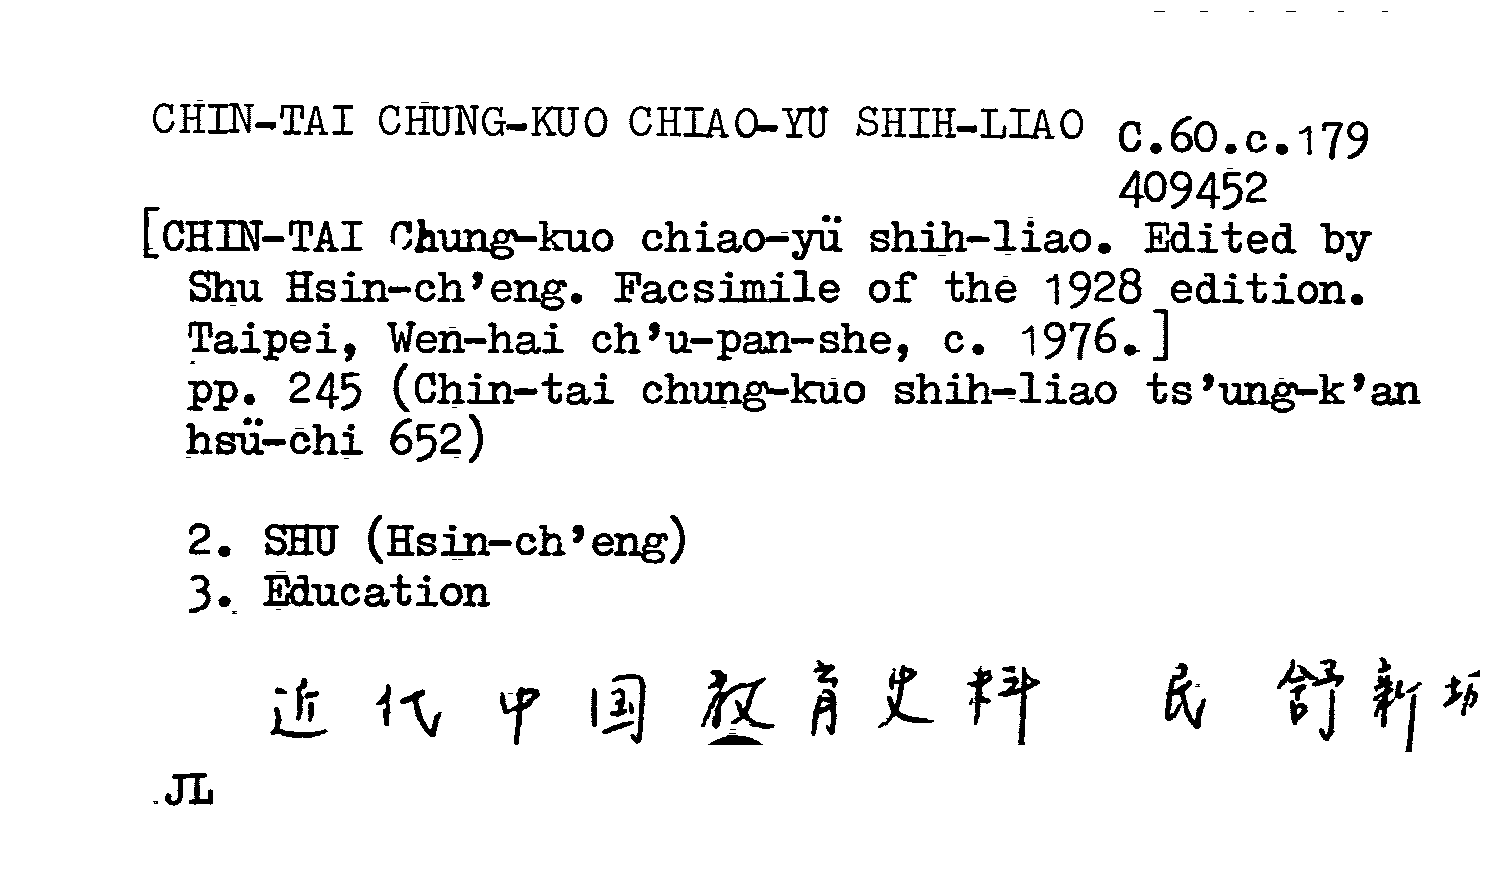 CHIN-TAI CHUNG-KUO CHIAO-YÜ SHIH-LIAO C.60.c.179
409452
[CHIN-TAI Chung-kuo chiao-yü shih-liao. Edited by
Shu Hsin-ch'eng. Facsimile of the 1928 edition.
Taipei, Wen-hai ch'u-pan-she, c. 1976.]
pp. 245 (Chin-tai chung-kuo shih-liao ts'ung-k'an
hsü-chi 652)
2. SHU (Hsin-ch'eng)
3. Education
近代中国教育史料 民 舒新
JL